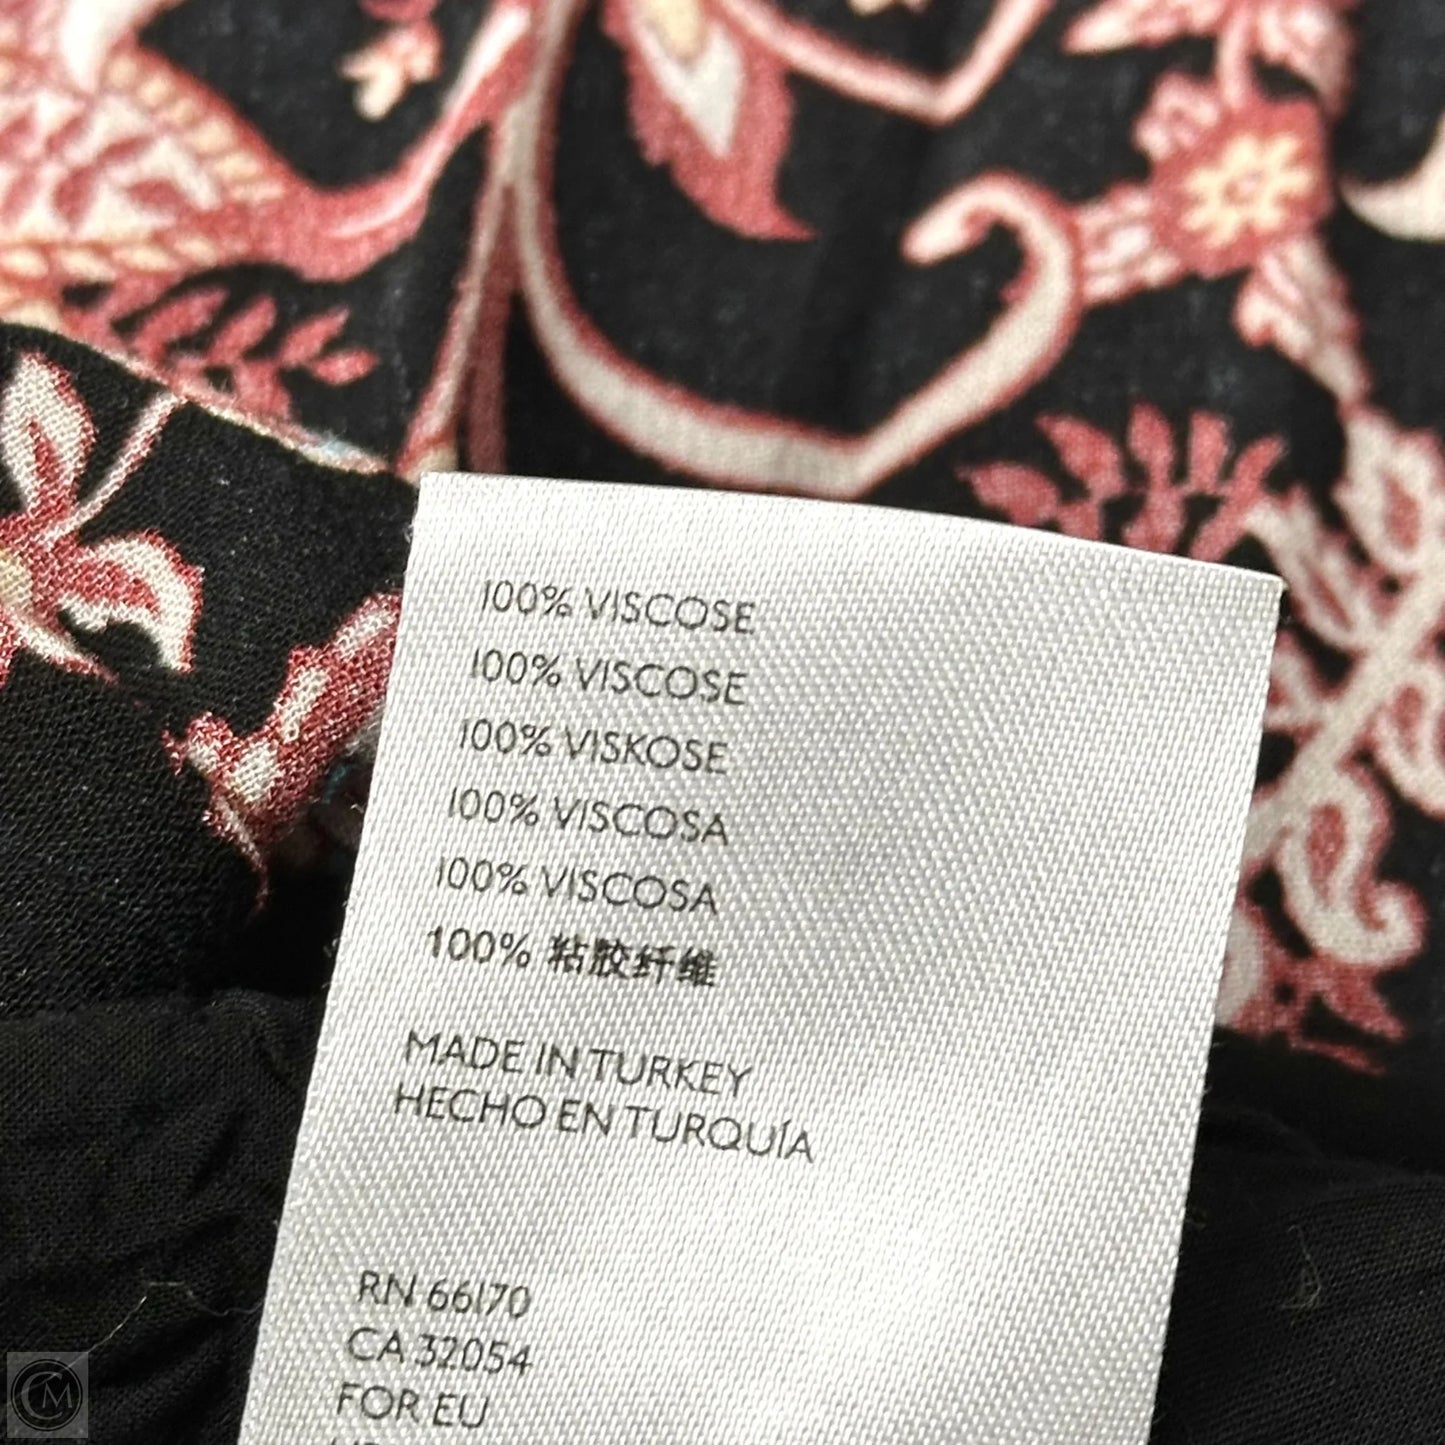 100% VISCOSE
100% VISCOSE
100% VISKOSE
100% VISCOSA
100% VISCOSA
100% 粘胶纤维
MADE IN TURKEY
HECHO EN TURQUÍA
RN 66170
CA 32054
FOR EU
CM